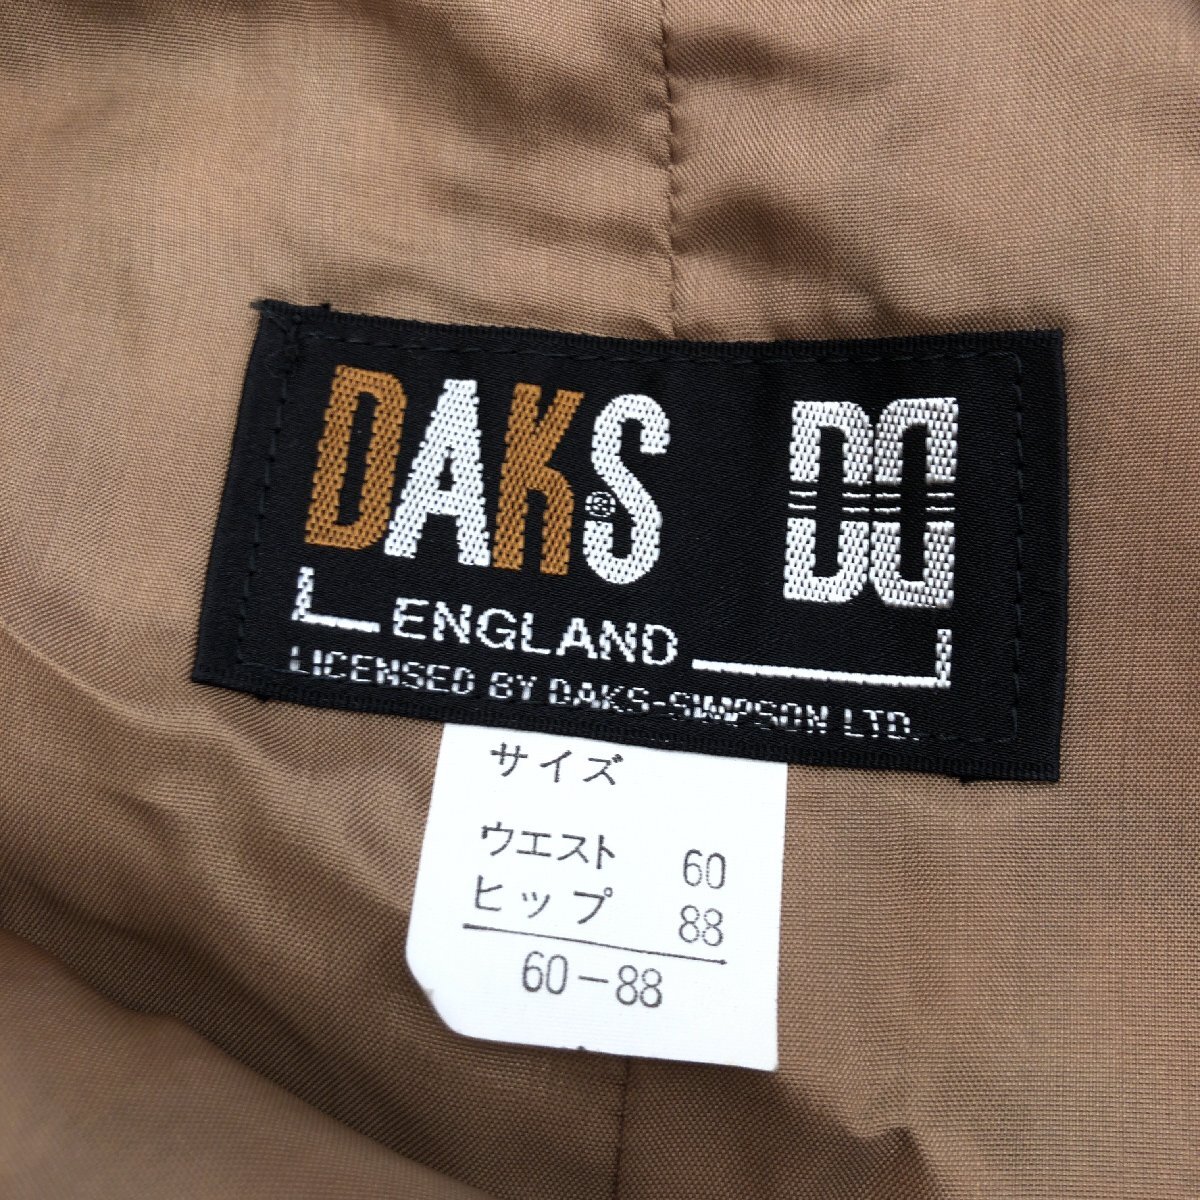 DAKS®
ENGLAND
LICENSED BY DAKS-SIMPSON LTD.
サイズ
ウエスト 60
ヒップ 88
60-88